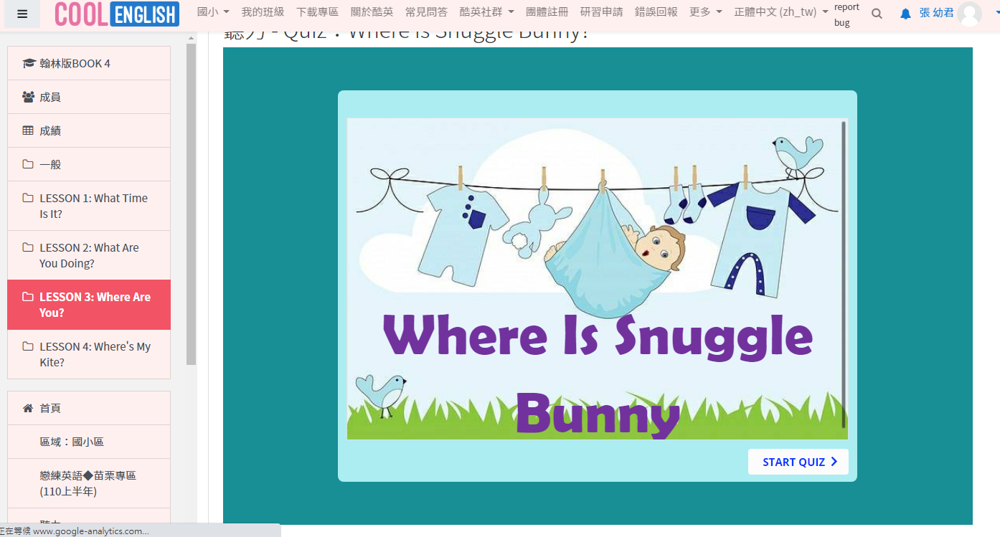 COOL ENGLISH
國小
我的班級
下載專區
關於酷英
常見問答
酷英社群
團體註冊
研習申請
錯誤回報
更多
正體中文 (zh_tw)
report
bug
張 幼君
聽力 - Quiz：Where Is Snuggle Bunny?
翰林版BOOK 4
成員
成績
一般
LESSON 1: What Time
Is It?
LESSON 2: What Are
You Doing?
LESSON 3: Where Are
You?
LESSON 4: Where's My
Kite?
首頁
區域：國小區
戀練英語◆苗栗專區
(110上半年)
Where Is Snuggle
Bunny
START QUIZ
正在等候 www.google-analytics.com...